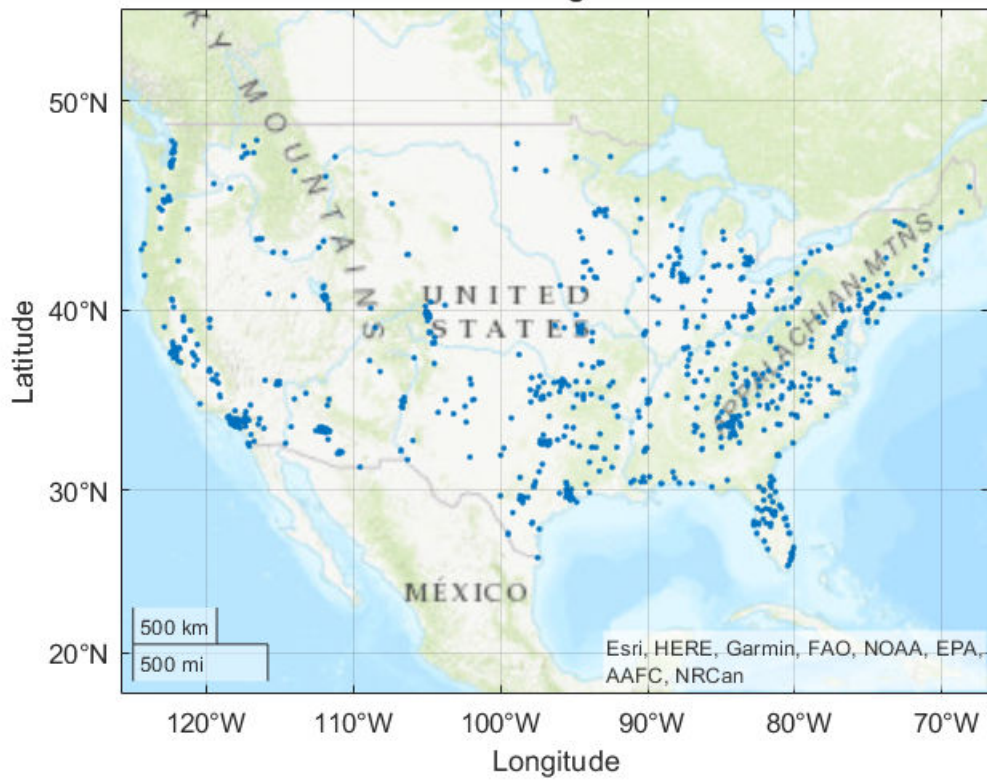 50°N
40°N
30°N
20°N
Latitude
KY MOUNTAINS
UNITED
STATES
APPALACHIAN MTNS
MÉXICO
500 km
500 mi
Esri, HERE, Garmin, FAO, NOAA, EPA,
AAFC, NRCan
120°W 110°W 100°W 90°W 80°W 70°W
Longitude